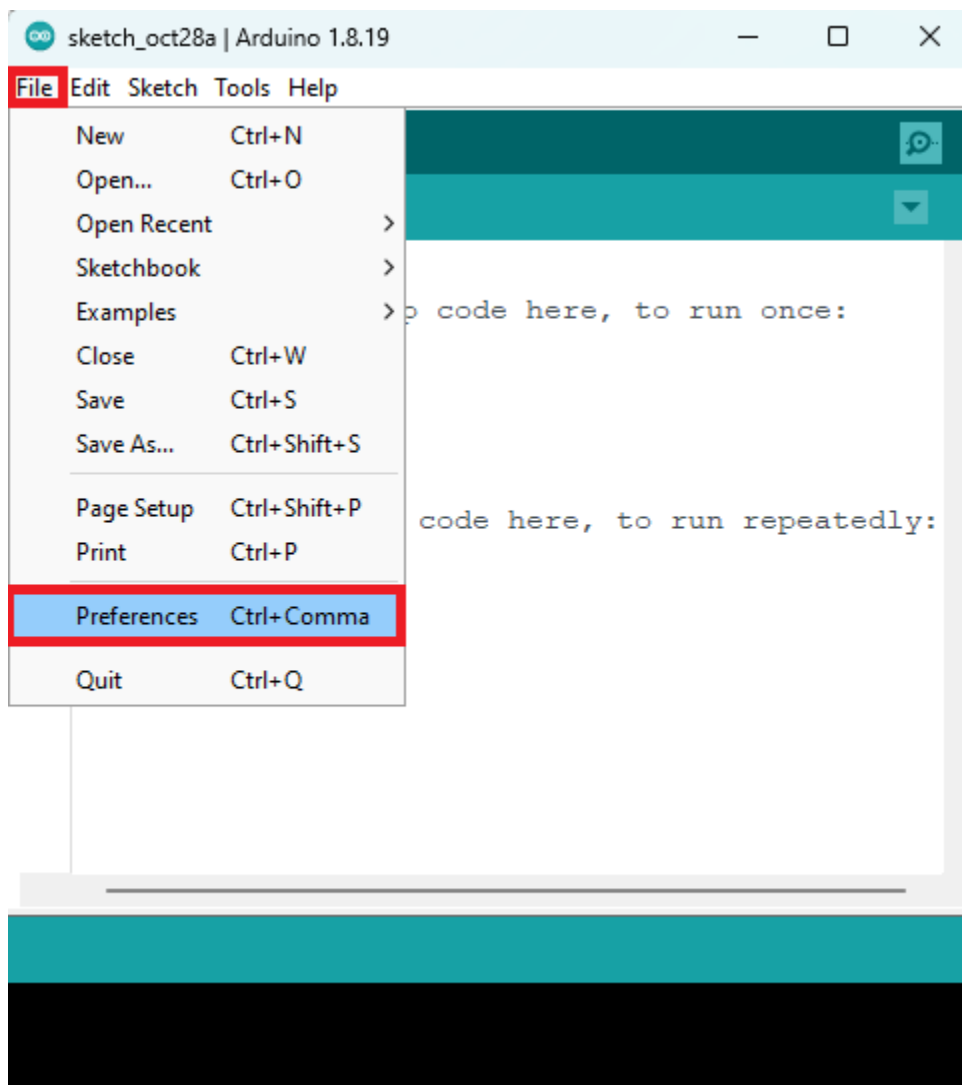 sketch_oct28a | Arduino 1.8.19
File Edit Sketch Tools Help
New Ctrl+N
Open... Ctrl+O
Open Recent
Sketchbook
Examples
code here, to run once:
Close Ctrl+W
Save Ctrl+S
Save As... Ctrl+Shift+S
Page Setup Ctrl+Shift+P
code here, to run repeatedly:
Print Ctrl+P
Preferences Ctrl+Comma
Quit Ctrl+Q